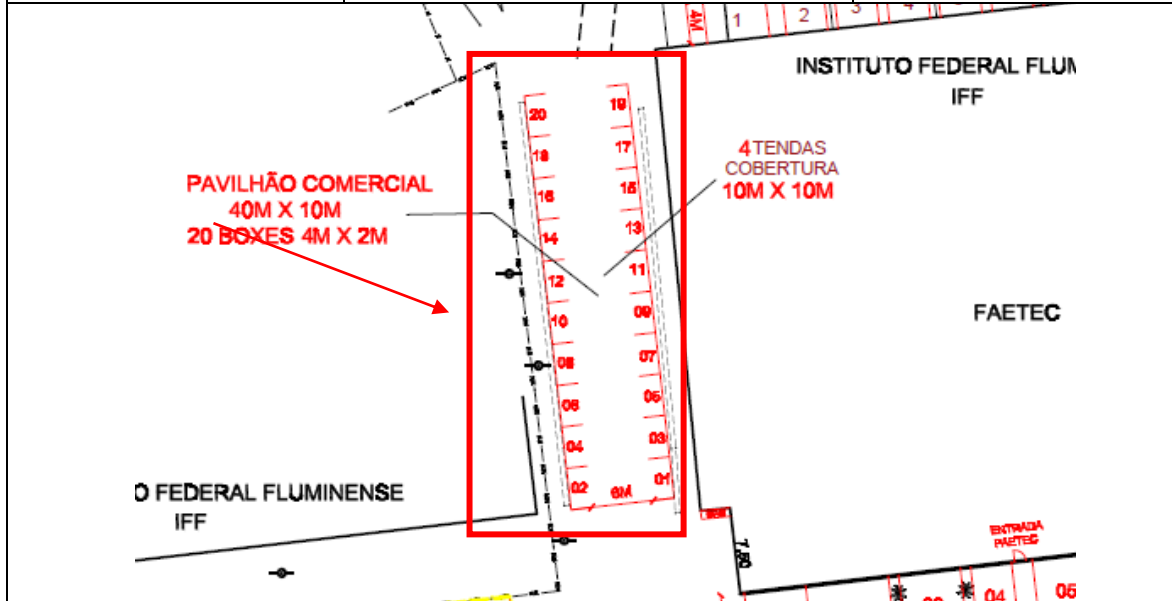 4M
1
2
3
4
INSTITUTO FEDERAL FLUM
IFF
4 TENDAS
COBERTURA
10M X 10M
PAVILHÃO COMERCIAL
40M X 10M
20 BOXES 4M X 2M
20
19
18
17
16
15
14
13
12
11
10
09
08
07
06
05
04
03
02
01
6M
FAETEC
O FEDERAL FLUMINENSE
IFF
7,50
ENTRADA
FAETEC
04
05